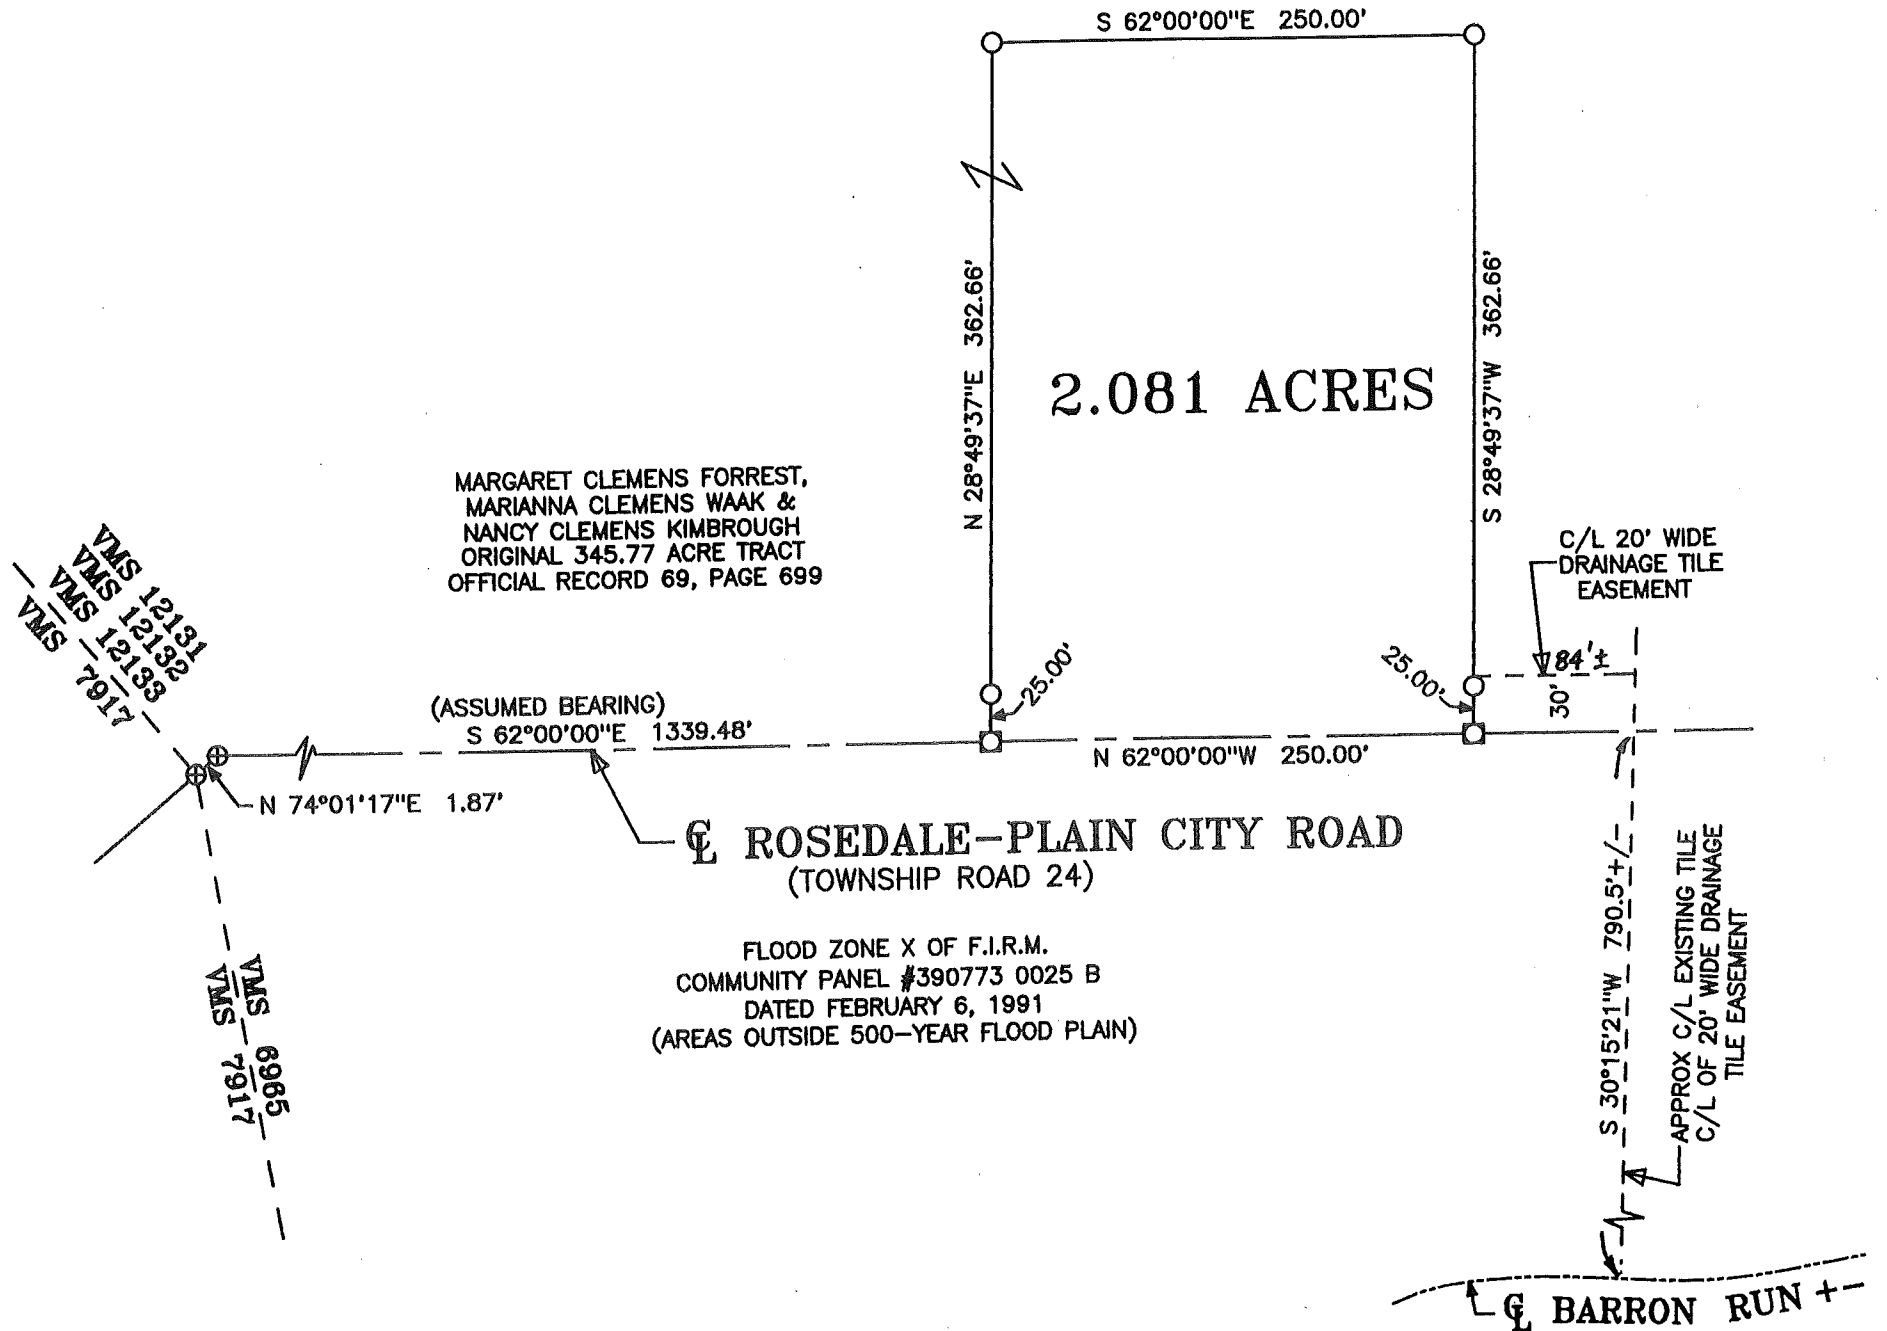 S 62°00'00"E 250.00'
N 28°49'37"E 362.66'
S 28°49'37"W 362.66'
2.081 ACRES
MARGARET CLEMENS FORREST,
MARIANNA CLEMENS WAAK &
NANCY CLEMENS KIMBROUGH
ORIGINAL 345.77 ACRE TRACT
OFFICIAL RECORD 69, PAGE 699
C/L 20' WIDE
DRAINAGE TILE
EASEMENT
VMS 12131
VMS 12132
VMS 12133
VMS 7917
25.00'
25.00'
84'±
30'
(ASSUMED BEARING)
S 62°00'00"E 1339.48'
N 62°00'00"W 250.00'
N 74°01'17"E 1.87'
℄ ROSEDALE-PLAIN CITY ROAD
(TOWNSHIP ROAD 24)
FLOOD ZONE X OF F.I.R.M.
COMMUNITY PANEL #390773 0025 B
DATED FEBRUARY 6, 1991
(AREAS OUTSIDE 500-YEAR FLOOD PLAIN)
VMS 6965
VMS 7917
S 30°15'21"W 790.5'+/-
APPROX C/L EXISTING TILE
C/L OF 20' WIDE DRAINAGE
TILE EASEMENT
℄ BARRON RUN +-